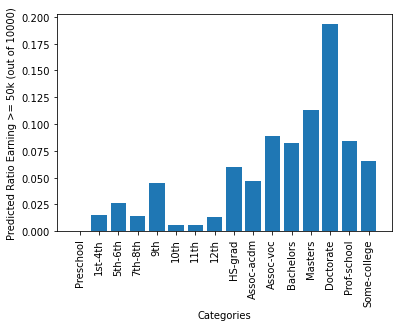 Predicted Ratio Earning >= 50k (out of 10000)
0.200
0.175
0.150
0.125
0.100
0.075
0.050
0.025
0.000
Preschool
1st-4th
5th-6th
7th-8th
9th
10th
11th
12th
HS-grad
Assoc-acdm
Assoc-voc
Bachelors
Masters
Doctorate
Prof-school
Some-college
Categories